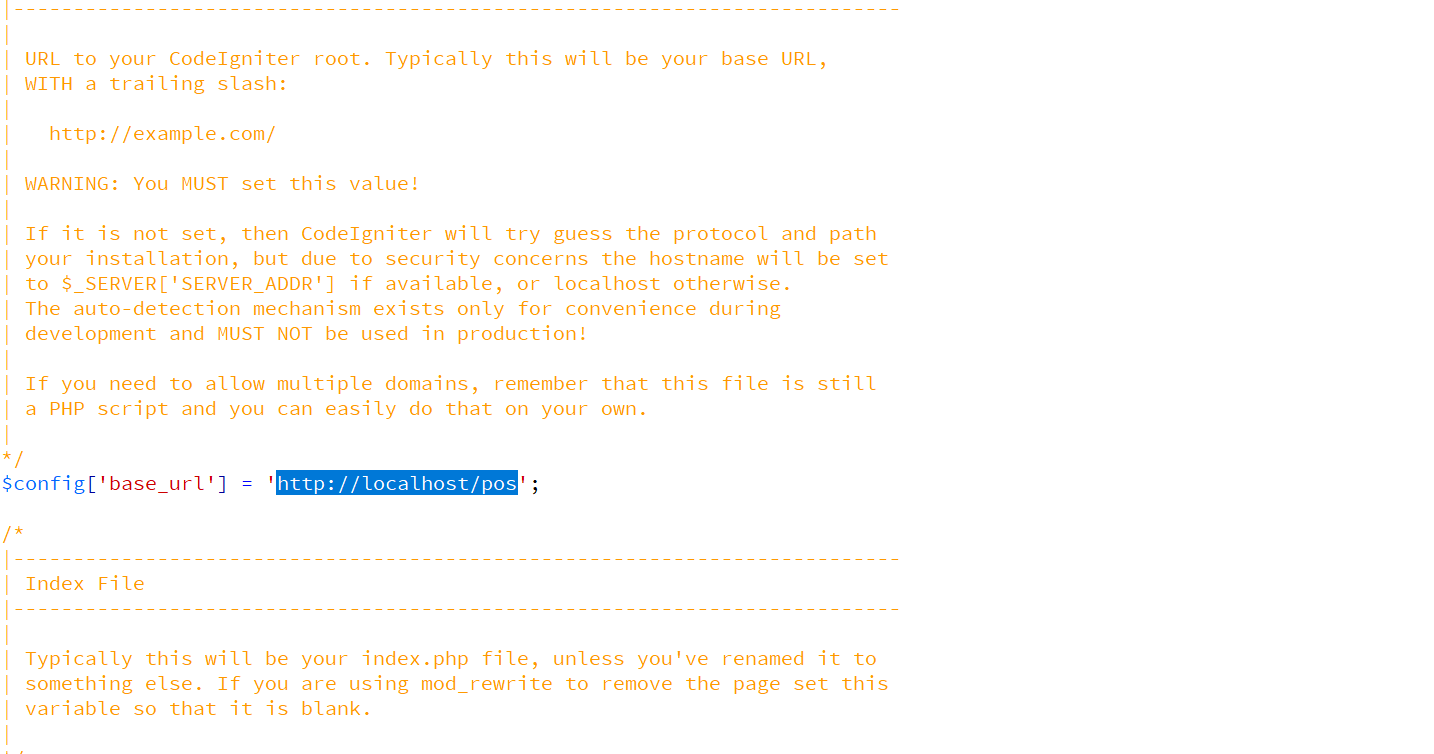 |--------------------------------------------------------------------------
|
| URL to your CodeIgniter root. Typically this will be your base URL,
| WITH a trailing slash:
|
|	http://example.com/
|
| WARNING: You MUST set this value!
|
| If it is not set, then CodeIgniter will try guess the protocol and path
| your installation, but due to security concerns the hostname will be set
| to $_SERVER['SERVER_ADDR'] if available, or localhost otherwise.
| The auto-detection mechanism exists only for convenience during
| development and MUST NOT be used in production!
|
| If you need to allow multiple domains, remember that this file is still
| a PHP script and you can easily do that on your own.
|
*/
$config['base_url'] = 'http://localhost/pos';

/*
|--------------------------------------------------------------------------
| Index File
|--------------------------------------------------------------------------
|
| Typically this will be your index.php file, unless you've renamed it to
| something else. If you are using mod_rewrite to remove the page set this
| variable so that it is blank.
|